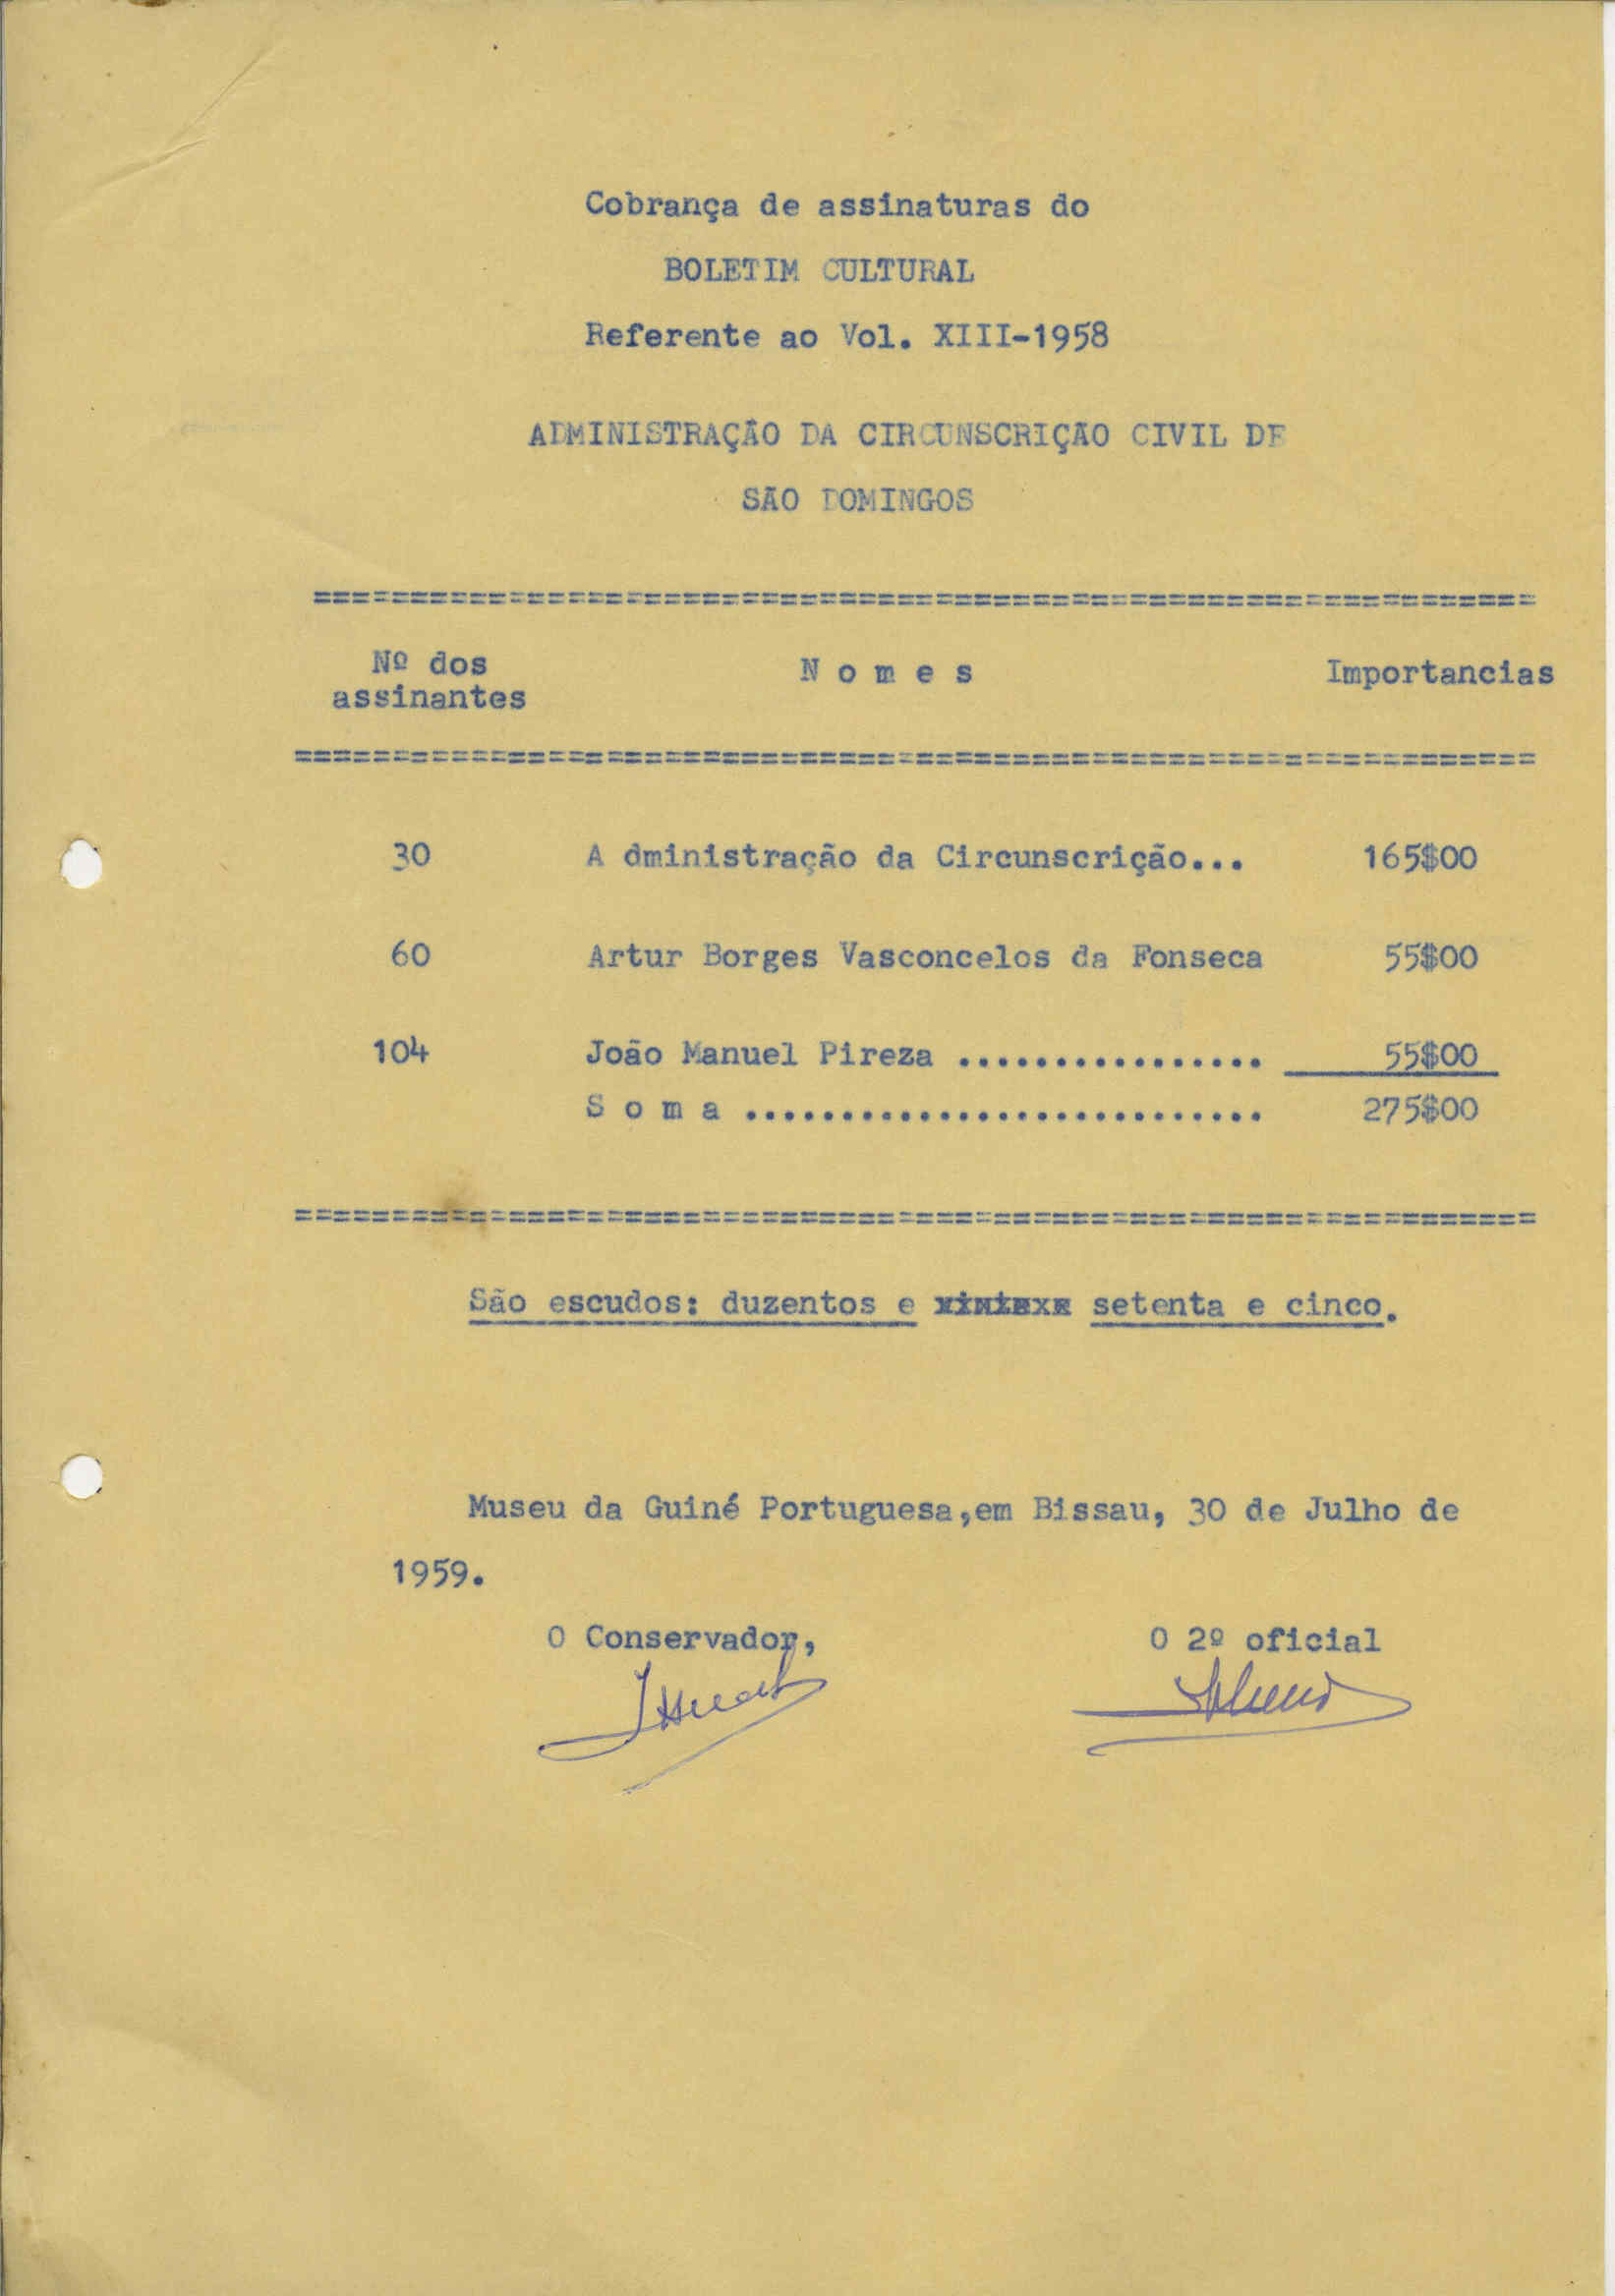 Cobrança de assinaturas do
BOLETIM CULTURAL
Referente ao Vol. XIII-1958
ADMINISTRAÇÃO DA CIRCUNSCRIÇÃO CIVIL DE
SÃO DOMINGOS
===============================================================
Nº dos assinantes N o m e s Importancias
================================================================
30 A dministração da Circunscrição... 165$00
60 Artur Borges Vasconcelos da Fonseca 55$00
104 João Manuel Pireza ................ 55$00
S o m a ........................... 275$00
================================================================
São escudos: duzentos e setenta e cinco.
Museu da Guiné Portuguesa,em Bissau, 30 de Julho de
1959.
O Conservador, O 2º oficial